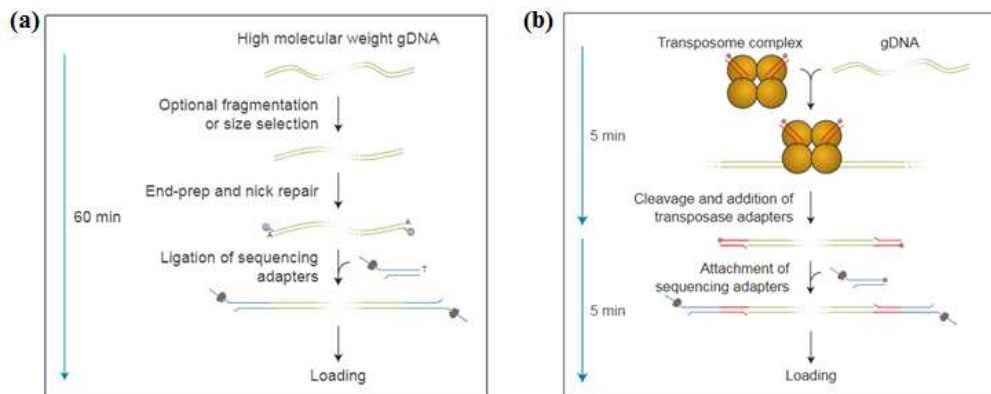 (a)
High molecular weight gDNA
Optional fragmentation
or size selection
End-prep and nick repair
60 min
A
A
Ligation of sequencing
adapters
T
Loading
(b)
Transposome complex
gDNA
5 min
Cleavage and addition of
transposase adapters
Attachment of
sequencing adapters
5 min
Loading